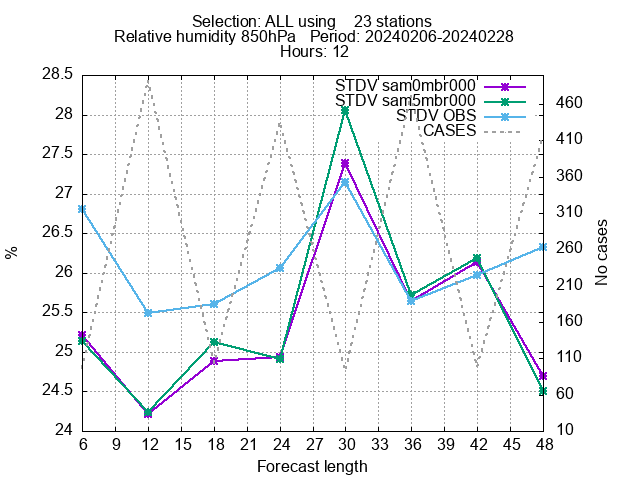 Selection: ALL using    23 stations
Relative humidity 850hPa   Period: 20240206-20240228
Hours: 12
STDV sam0mbr000
STDV sam5mbr000
STDV OBS
CASES
28.5
28
27.5
27
26.5
26
25.5
25
24.5
24
%
460
410
360
310
260
210
160
110
60
10
No cases
6 9 12 15 18 21 24 27 30 33 36 39 42 45 48
Forecast length